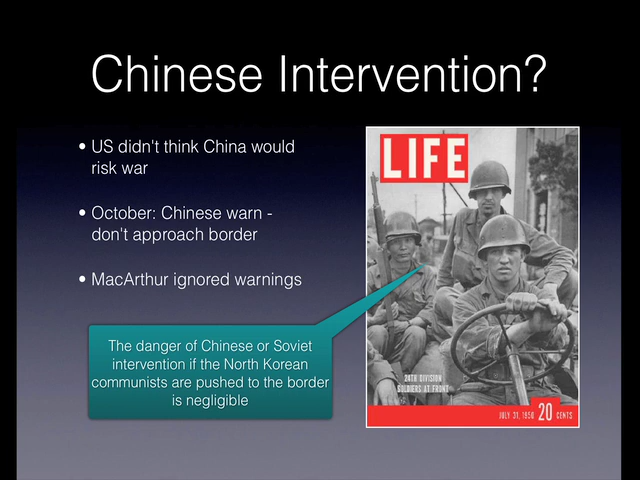 Chinese Intervention?
• US didn't think China would
risk war
• October: Chinese warn -
don't approach border
• MacArthur ignored warnings
The danger of Chinese or Soviet
intervention if the North Korean
communists are pushed to the border
is negligible
LIFE
24TH DIVISION
SOLDIERS AT FRONT
JULY 31, 1950 20 CENTS